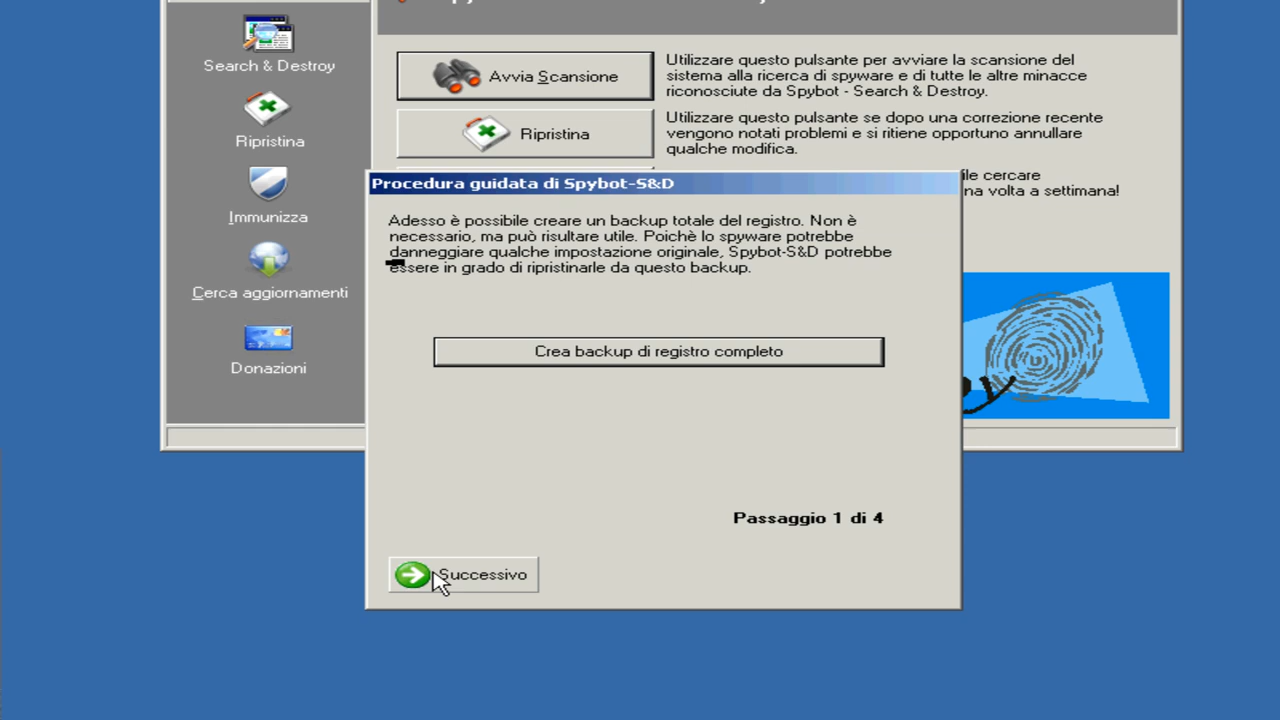 Search & Destroy
Ripristina
Immunizza
Cerca aggiornamenti
Donazioni
Avvia Scansione
Utilizzare questo pulsante per avviare la scansione del
sistema alla ricerca di spyware e di tutte le altre minacce
riconosciute da Spybot - Search & Destroy.
Ripristina
Utilizzare questo pulsante se dopo una correzione recente
vengono notati problemi e si ritiene opportuno annullare
qualche modifica.
cercare
volta a settimana!
Procedura guidata di Spybot-S&D
Adesso è possibile creare un backup totale del registro. Non è
necessario, ma può risultare utile. Poichè lo spyware potrebbe
danneggiare qualche impostazione originale, Spybot-S&D potrebbe
essere in grado di ripristinarle da questo backup.
Crea backup di registro completo
Passaggio 1 di 4
Successivo